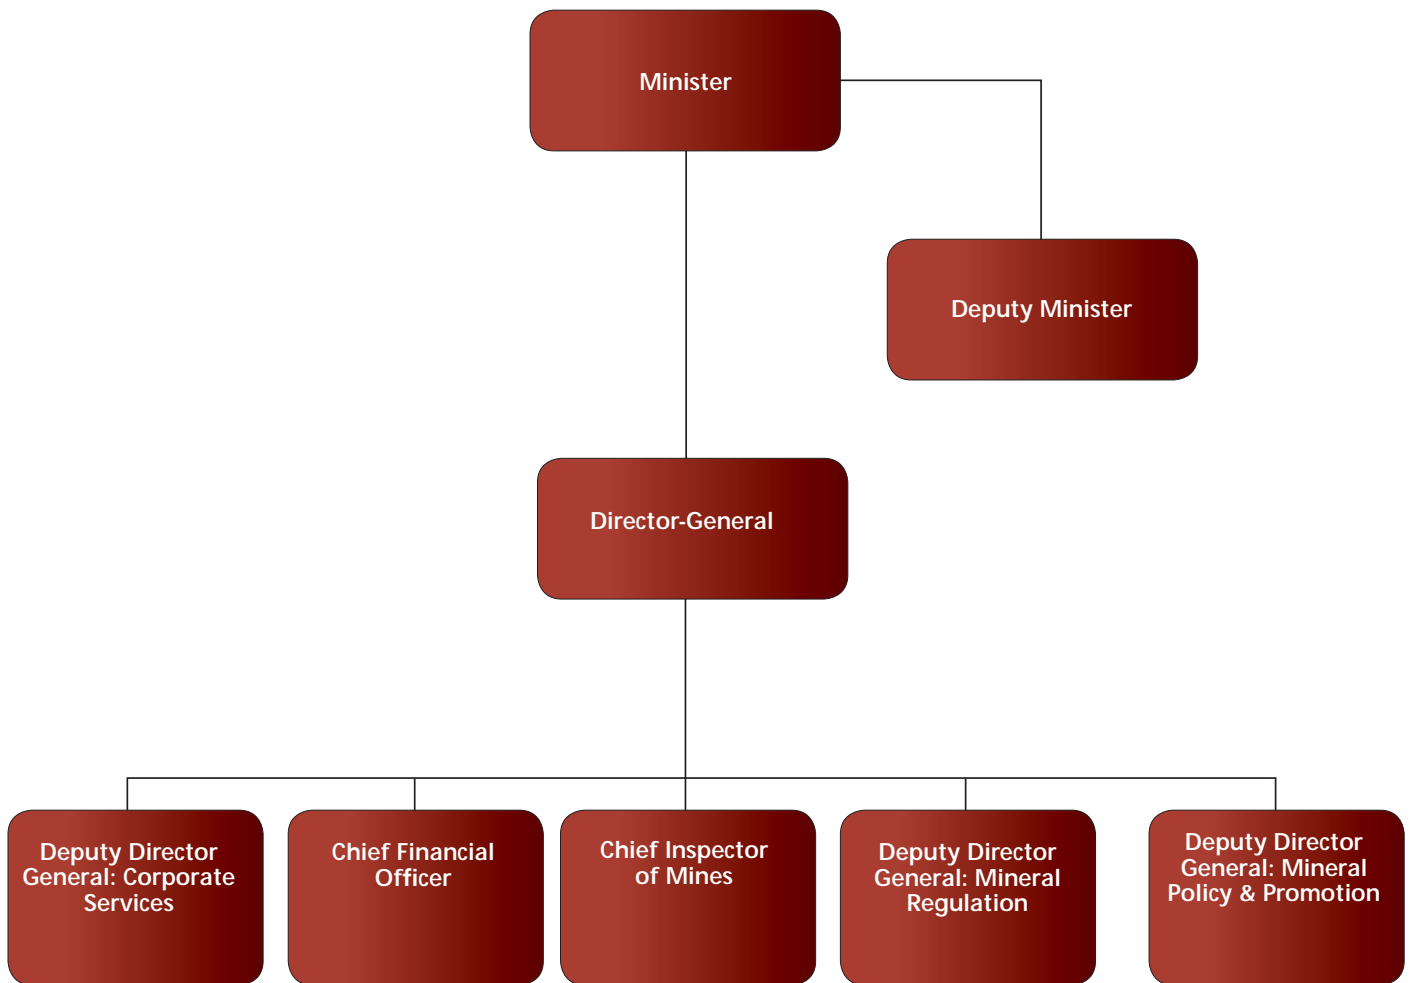 Minister
Deputy Minister
Director-General
Deputy Director
General: Corporate
Services
Chief Financial
Officer
Chief Inspector
of Mines
Deputy Director
General: Mineral
Regulation
Deputy Director
General: Mineral
Policy & Promotion